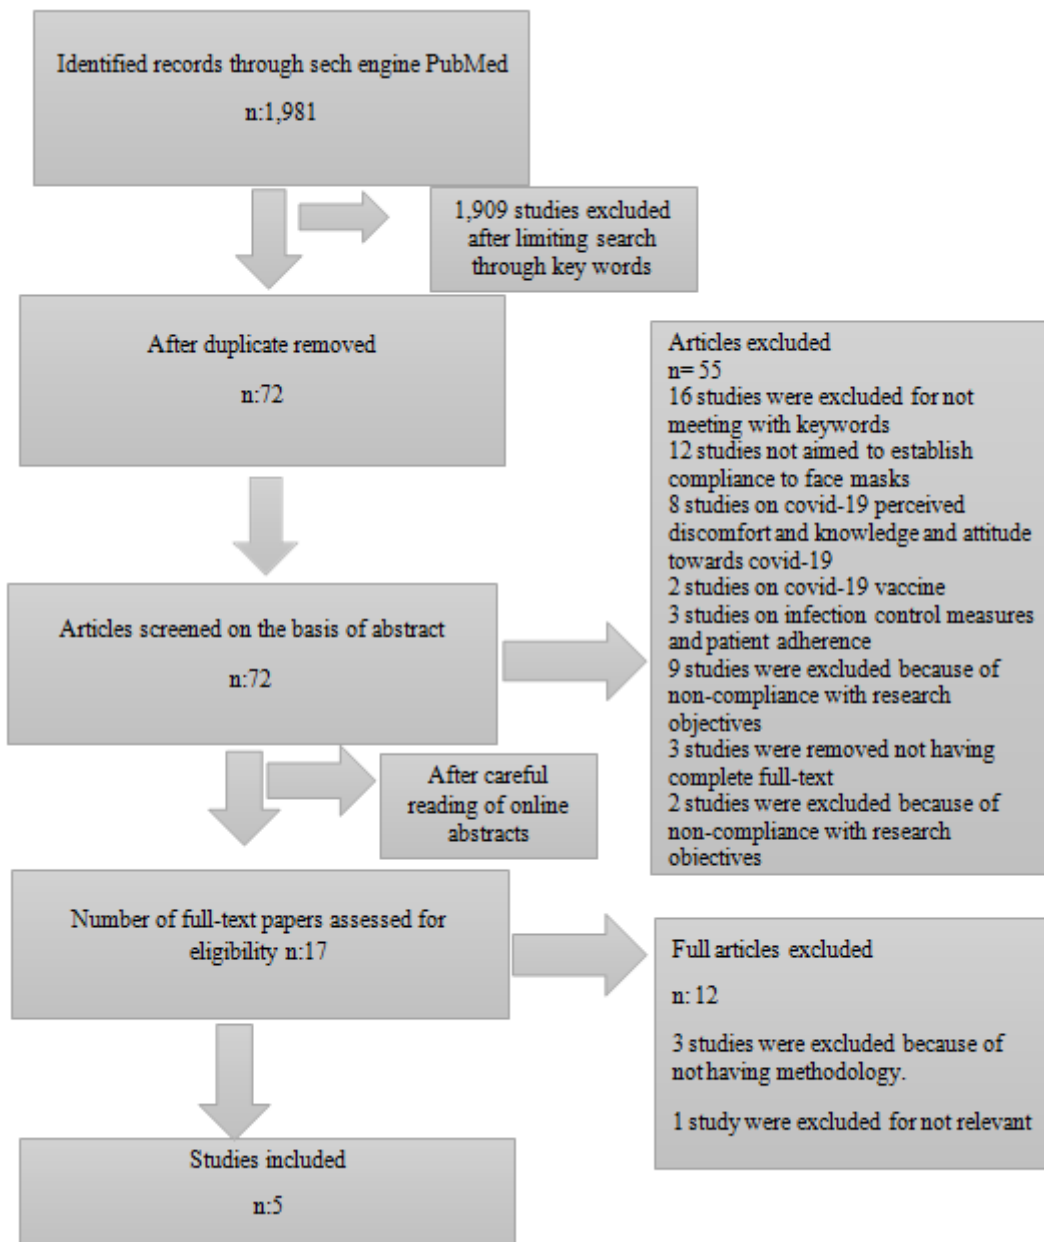 Identified records through sech engine PubMed
n:1,981
1,909 studies excluded
after limiting search
through key words
After duplicate removed
n:72
Articles screened on the basis of abstract
n:72
Articles excluded
n= 55
16 studies were excluded for not
meeting with keywords
12 studies not aimed to establish
compliance to face masks
8 studies on covid-19 perceived
discomfort and knowledge and attitude
towards covid-19
2 studies on covid-19 vaccine
3 studies on infection control measures
and patient adherence
9 studies were excluded because of
non-compliance with research
objectives
3 studies were removed not having
complete full-text
2 studies were excluded because of
non-compliance with research
objectives
After careful
reading of online
abstracts
Number of full-text papers assessed for
eligibility n:17
Full articles excluded
n: 12
3 studies were excluded because of
not having methodology.
1 study were excluded for not relevant
Studies included
n:5